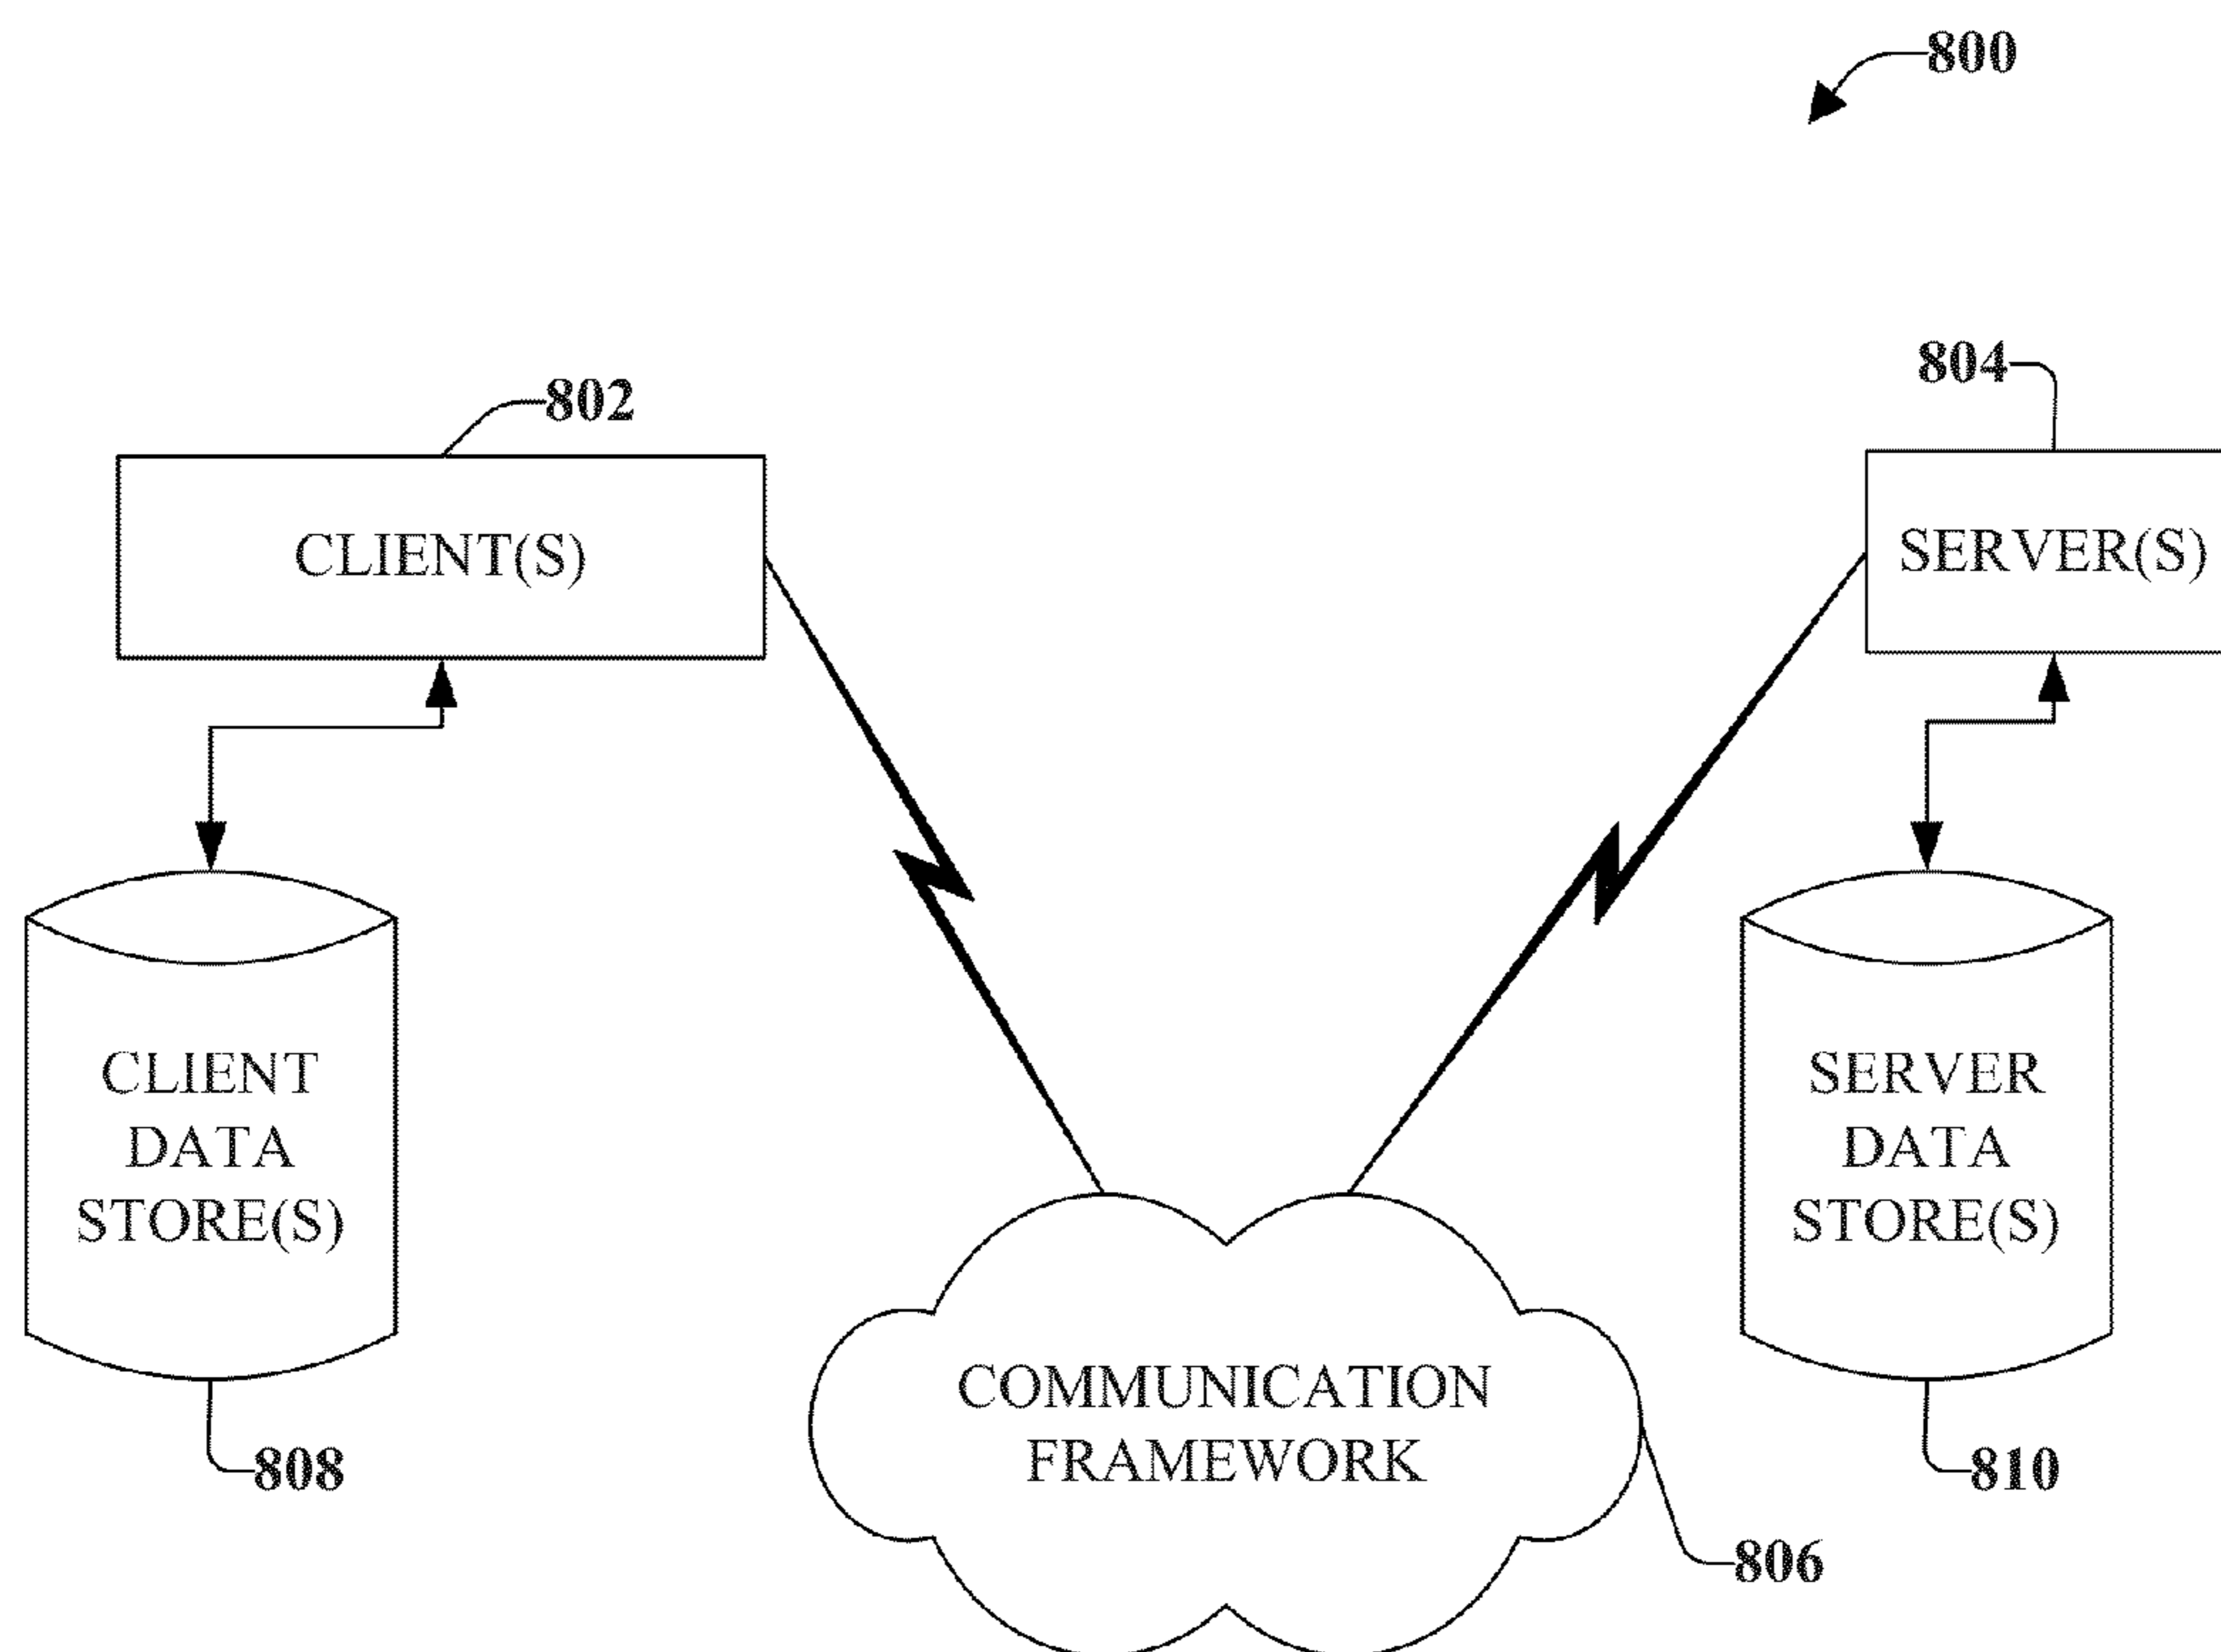 800
802
804
CLIENT(S)
SERVER(S)
CLIENT
DATA
STORE(S)
SERVER
DATA
STORE(S)
COMMUNICATION
FRAMEWORK
808
810
806